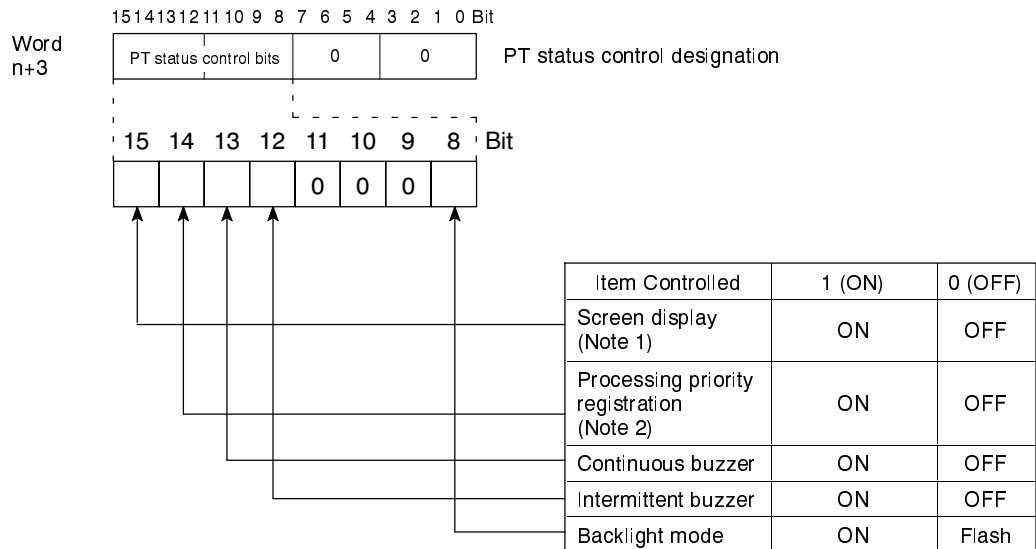 15 14 13 12 11 10 9 8 7 6 5 4 3 2 1 0 Bit
Word
n+3
PT status control bits 0 0 PT status control designation
15 14 13 12 11 10 9 8 Bit
0 0 0
Item Controlled 1 (ON) 0 (OFF)
Screen display
(Note 1)
ON OFF
Processing priority
registration
(Note 2)
ON OFF
Continuous buzzer ON OFF
Intermittent buzzer ON OFF
Backlight mode ON Flash